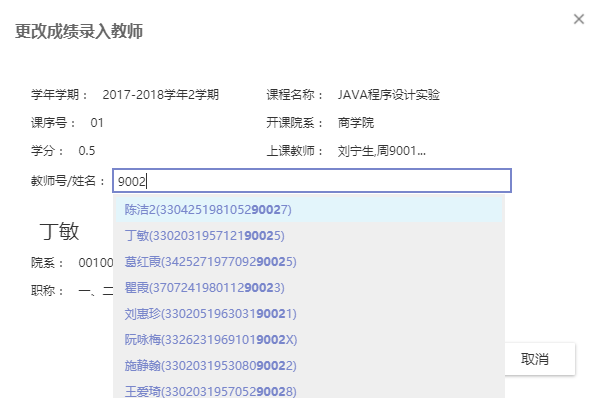 更改成绩录入教师
学年学期： 2017-2018学年2学期 课程名称： JAVA程序设计实验
课序号： 01 开课院系： 商学院
学分： 0.5 上课教师： 刘宁生,周9001...
教师号/姓名： 9002
陈洁2(330425198105290027)
丁敏(330203195712190025)
丁敏
葛红霞(342527197709290025)
院系： 00100
瞿霞(370724198011290023)
职称： 一、二
刘惠珍(330205196303190021)
阮咏梅(33262319691019002X)
施静翰(330203195308090022)
取消
王爱琦(330203195705290028)